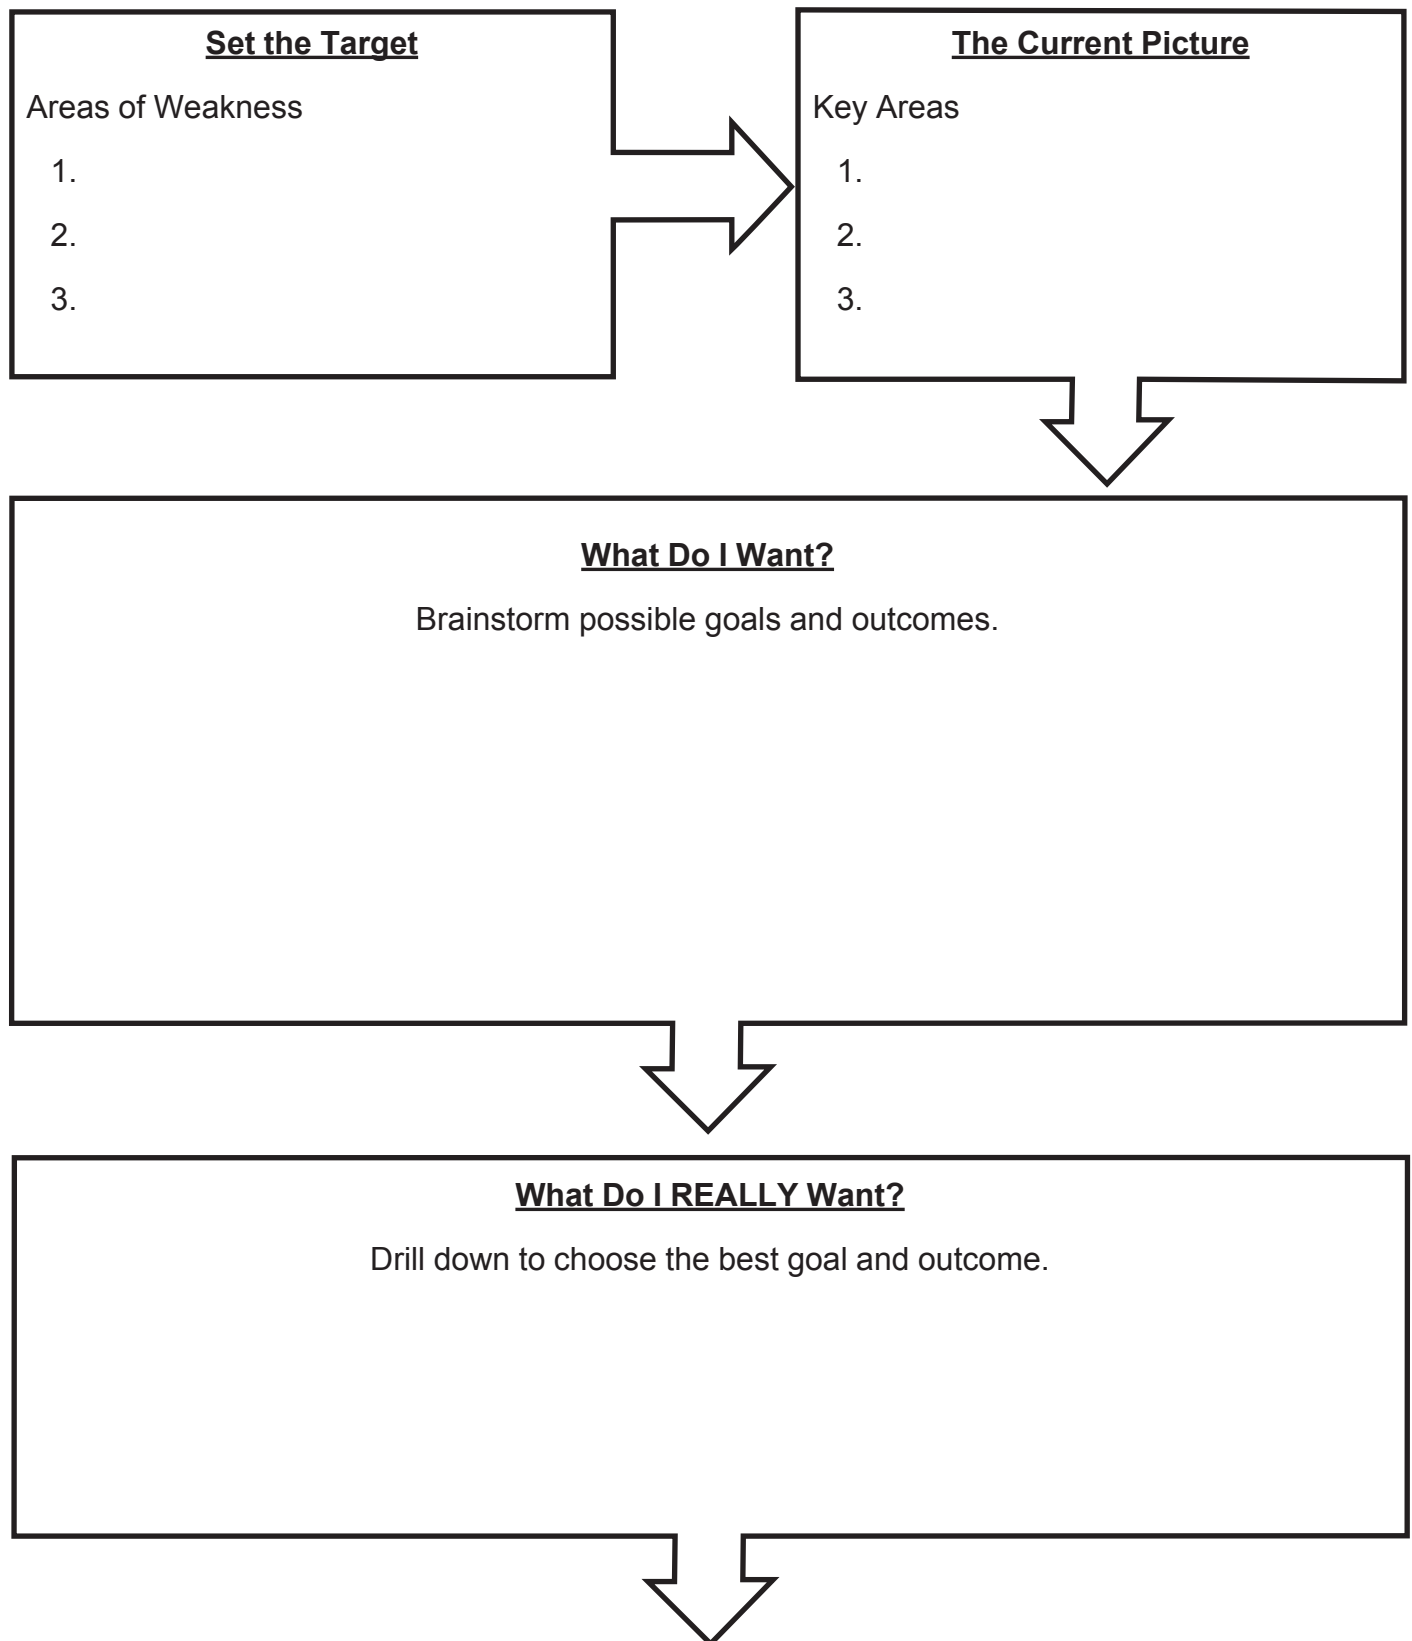 Set the Target
Areas of Weakness
1.
2.
3.
The Current Picture
Key Areas
1.
2.
3.
What Do I Want?
Brainstorm possible goals and outcomes.
What Do I REALLY Want?
Drill down to choose the best goal and outcome.